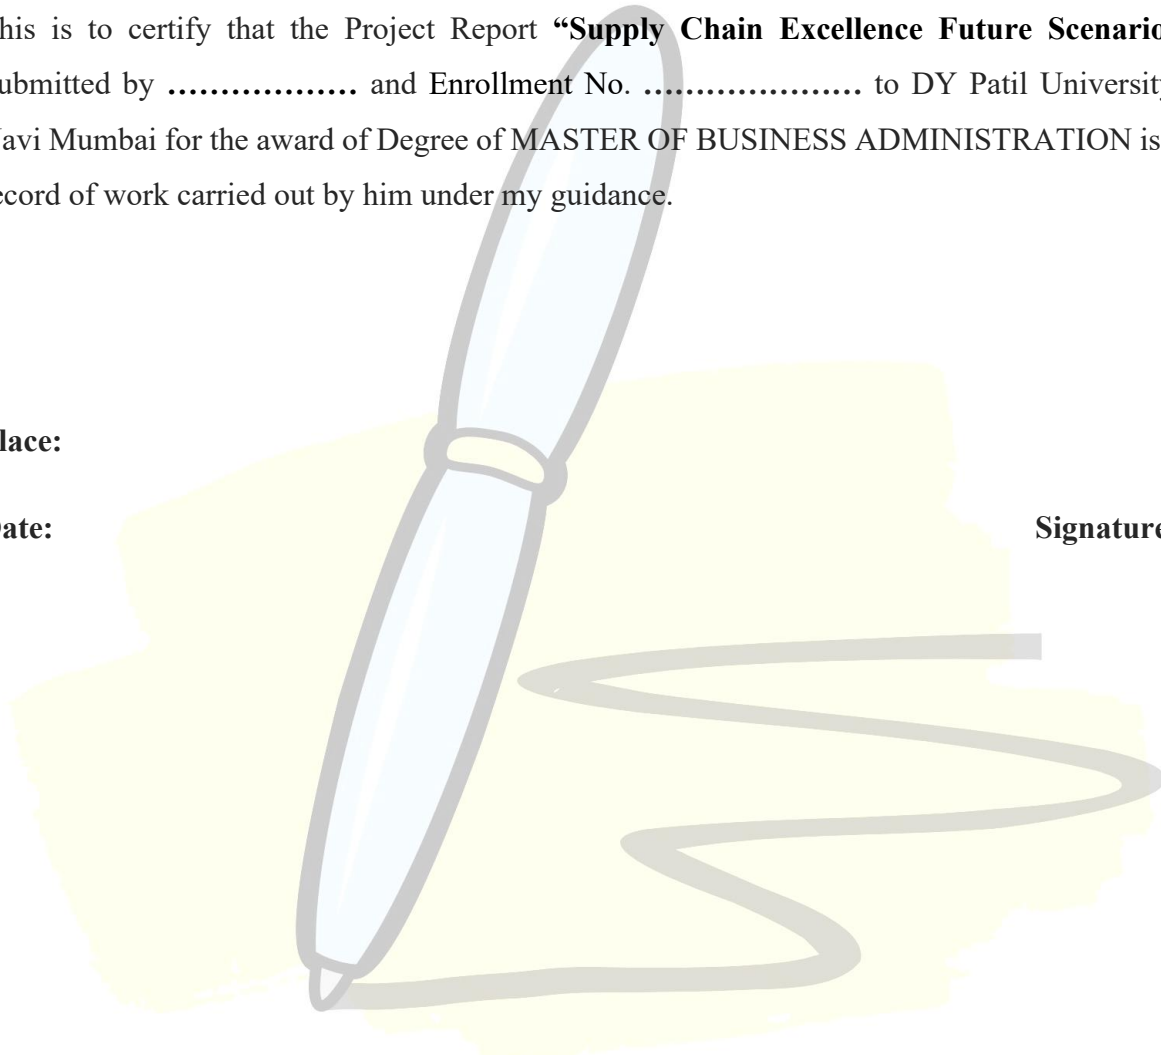 his is to certify that the Project Report “Supply Chain Excellence Future Scenario
ubmitted by .................. and Enrollment No. ..................... to DY Patil University
avi Mumbai for the award of Degree of MASTER OF BUSINESS ADMINISTRATION is
ecord of work carried out by him under my guidance.
lace:
ate: Signature